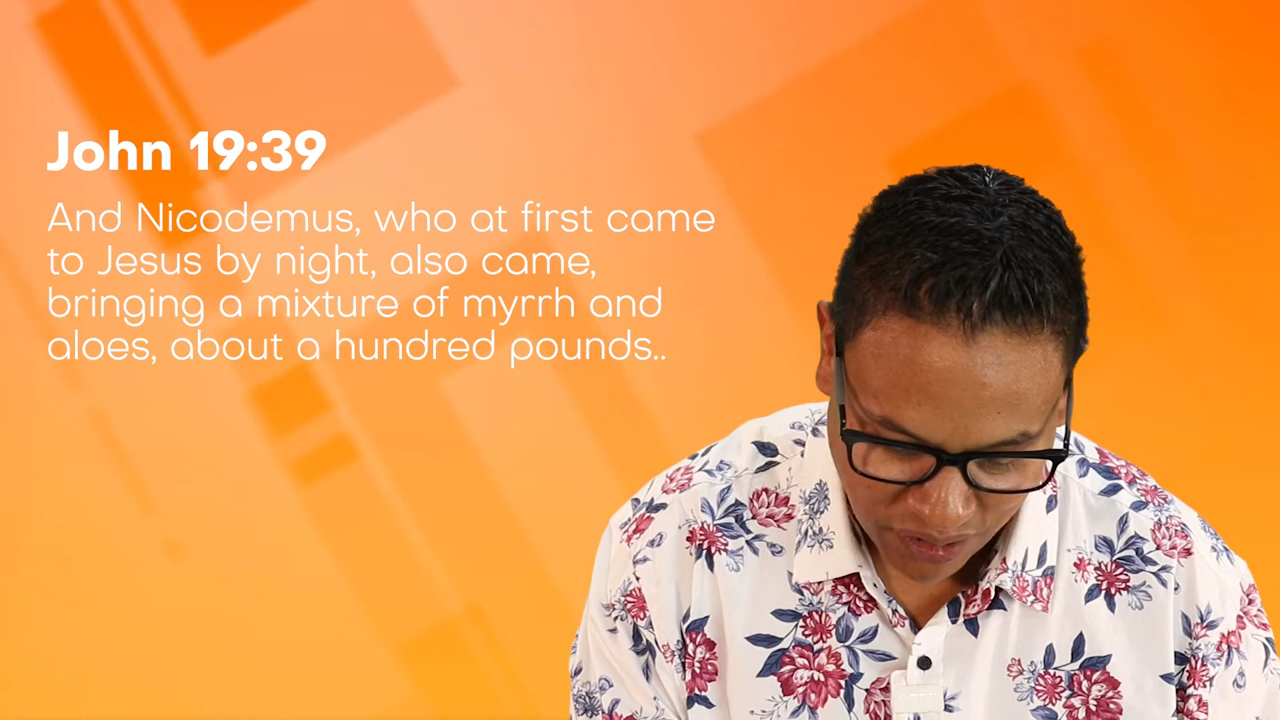 John 19:39
And Nicodemus, who at first came
to Jesus by night, also came,
bringing a mixture of myrrh and
aloes, about a hundred pounds..